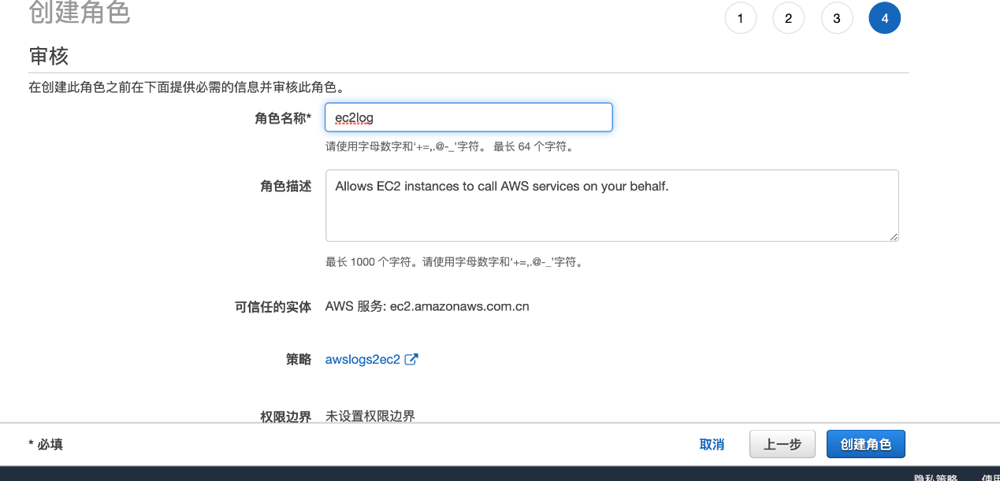 创建角色
1 2 3 4
审核
在创建此角色之前在下面提供必需的信息并审核此角色。
角色名称* ec2log
请使用字母数字和‘+=,.@-_’字符。 最长 64 个字符。
角色描述 Allows EC2 instances to call AWS services on your behalf.
最长 1000 个字符。请使用字母数字和‘+=,.@-_’字符。
可信任的实体 AWS 服务: ec2.amazonaws.com.cn
策略 awslogs2ec2
权限边界 未设置权限边界
* 必填 取消 上一步 创建角色
隐私策略 使用